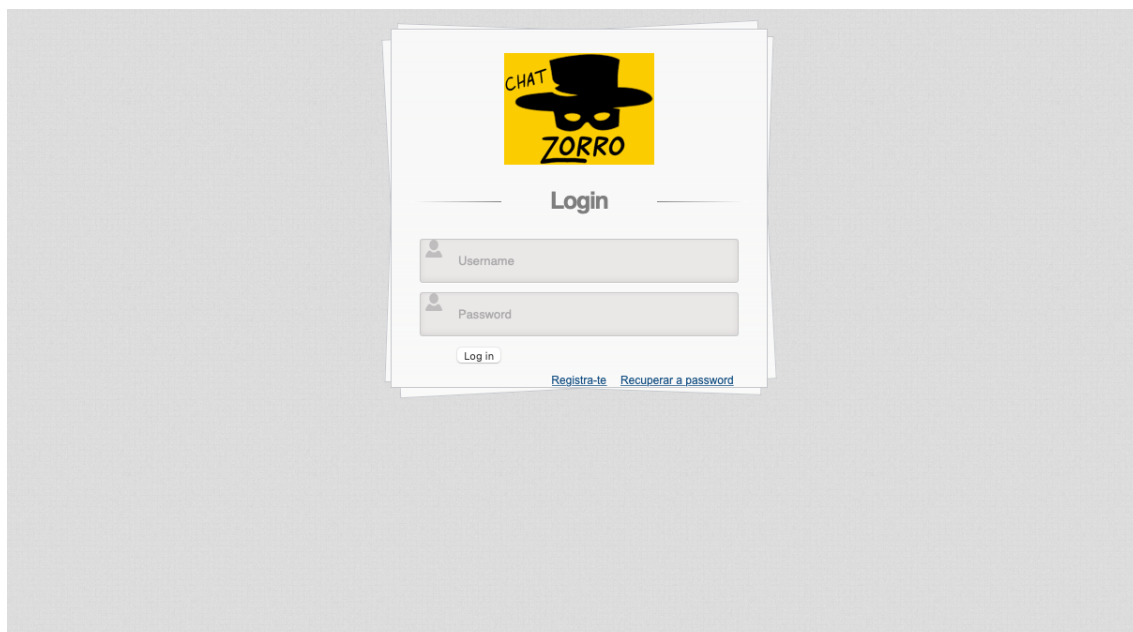 CHAT
ZORRO
Login
Username
Password
Log in
Registra-te Recuperar a password